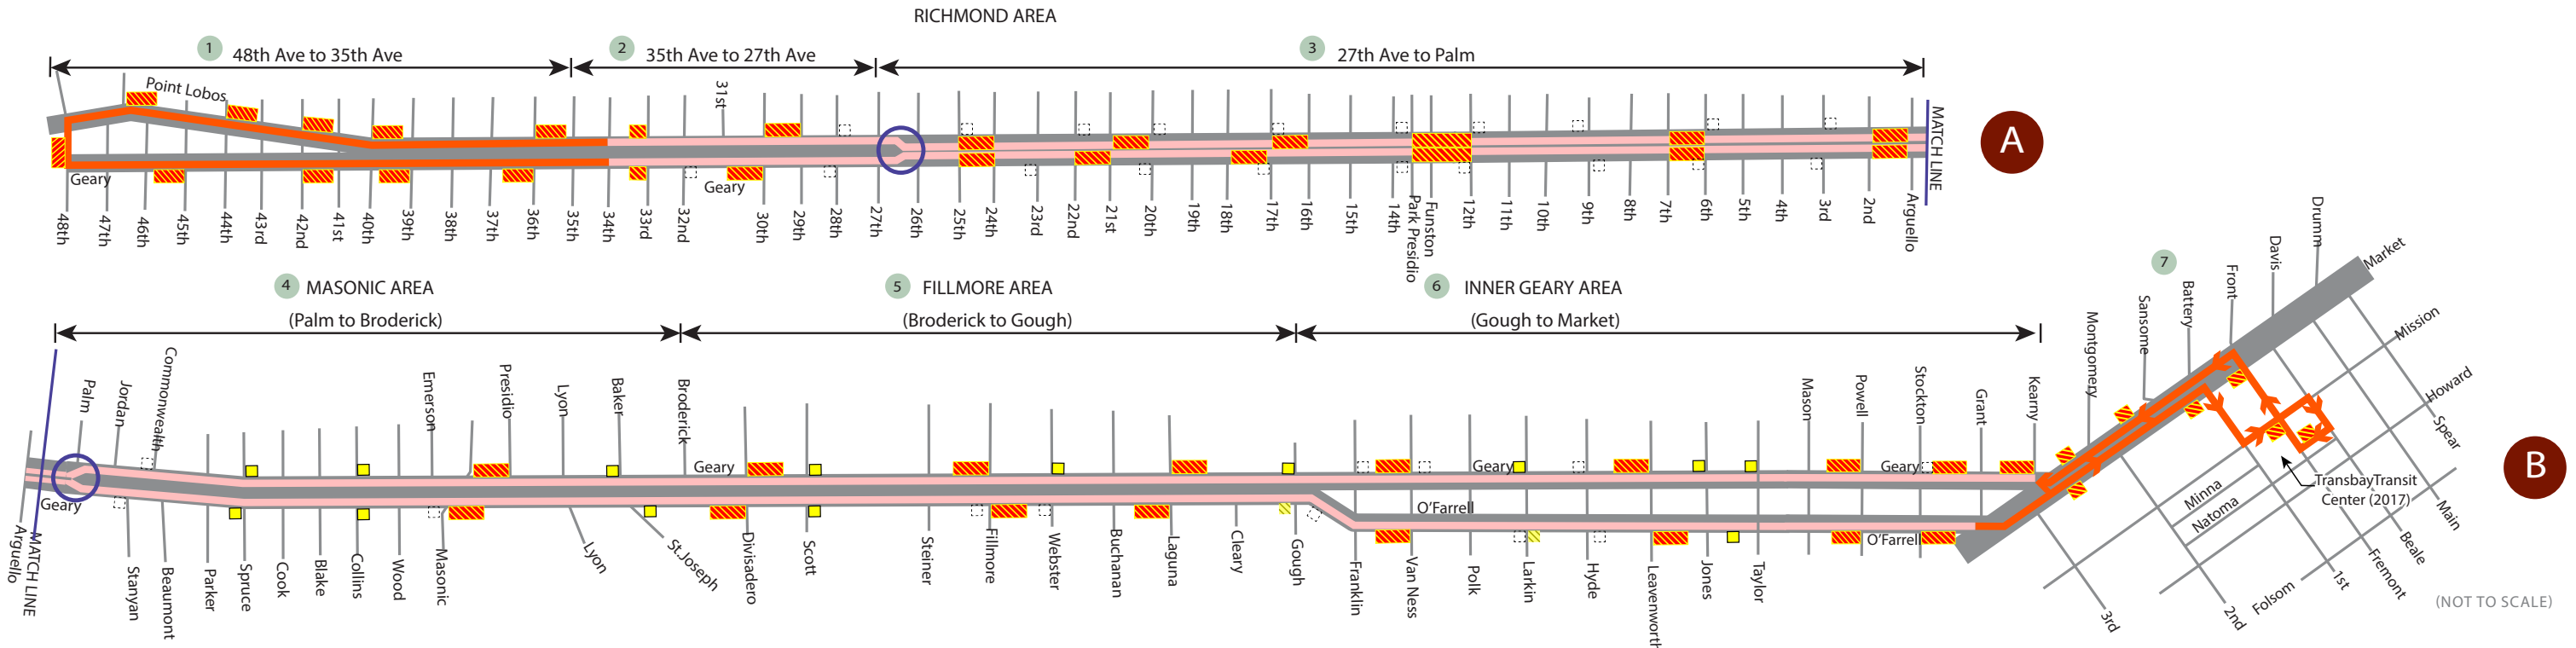 RICHMOND AREA
1 48th Ave to 35th Ave
2 35th Ave to 27th Ave
3 27th Ave to Palm
Point Lobos
31st
MATCH LINE
A
Geary
Geary
48th
47th
46th
45th
44th
43rd
42nd
41st
40th
39th
38th
37th
36th
35th
34th
33rd
32nd
30th
29th
28th
27th
26th
25th
24th
23rd
22nd
21st
20th
19th
18th
17th
16th
15th
14th
Park Presidio
Funston
12th
11th
10th
9th
8th
7th
6th
5th
4th
3rd
2nd
Arguello
4 MASONIC AREA
(Palm to Broderick)
5 FILLMORE AREA
(Broderick to Gough)
6 INNER GEARY AREA
(Gough to Market)
7
Palm
Jordan
Commonwealth
Emerson
Presidio
Lyon
Baker
Broderick
Geary
Geary
Mason
Powell
Stockton
Geary
Grant
Kearny
Montgomery
Sansome
Battery
Front
Davis
Drumm
Market
Mission
Howard
Spear
Main
Beale
Fremont
1st
Folsom
2nd
3rd
Minna
Natoma
TransbayTransit
Center (2017)
B
Geary
O'Farrell
O'Farrell
Arguello
MATCH LINE
Stanyan
Beaumont
Parker
Spruce
Cook
Blake
Collins
Wood
Masonic
Lyon
St.Joseph
Divisadero
Scott
Steiner
Fillmore
Webster
Buchanan
Laguna
Cleary
Gough
Franklin
Van Ness
Polk
Larkin
Hyde
Leavenworth
Jones
Taylor
(NOT TO SCALE)